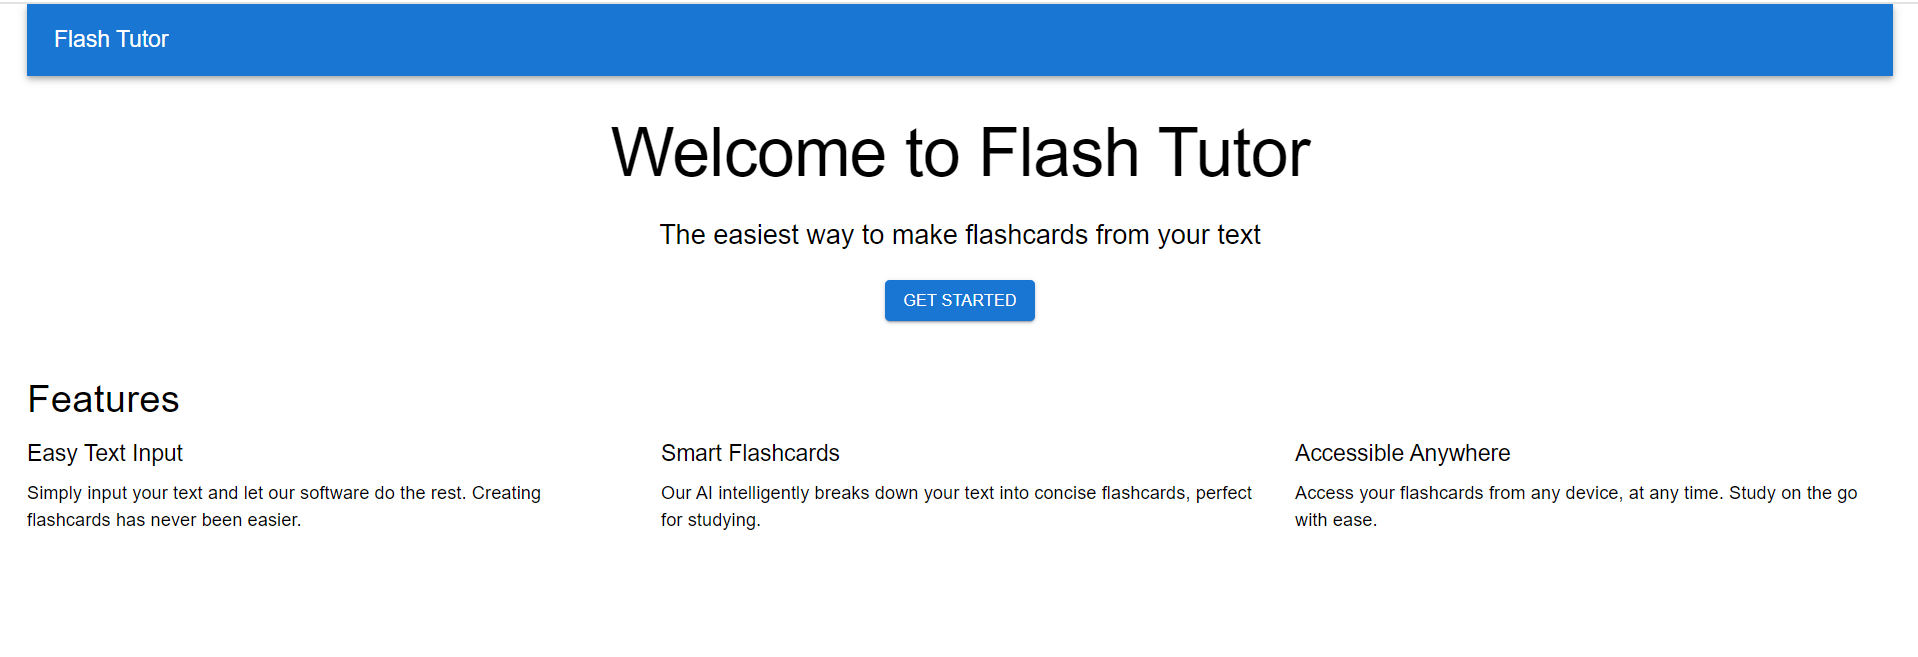 Flash Tutor
Welcome to Flash Tutor
The easiest way to make flashcards from your text
GET STARTED
Features
Easy Text Input
Simply input your text and let our software do the rest. Creating
flashcards has never been easier.
Smart Flashcards
Our AI intelligently breaks down your text into concise flashcards, perfect
for studying.
Accessible Anywhere
Access your flashcards from any device, at any time. Study on the go
with ease.